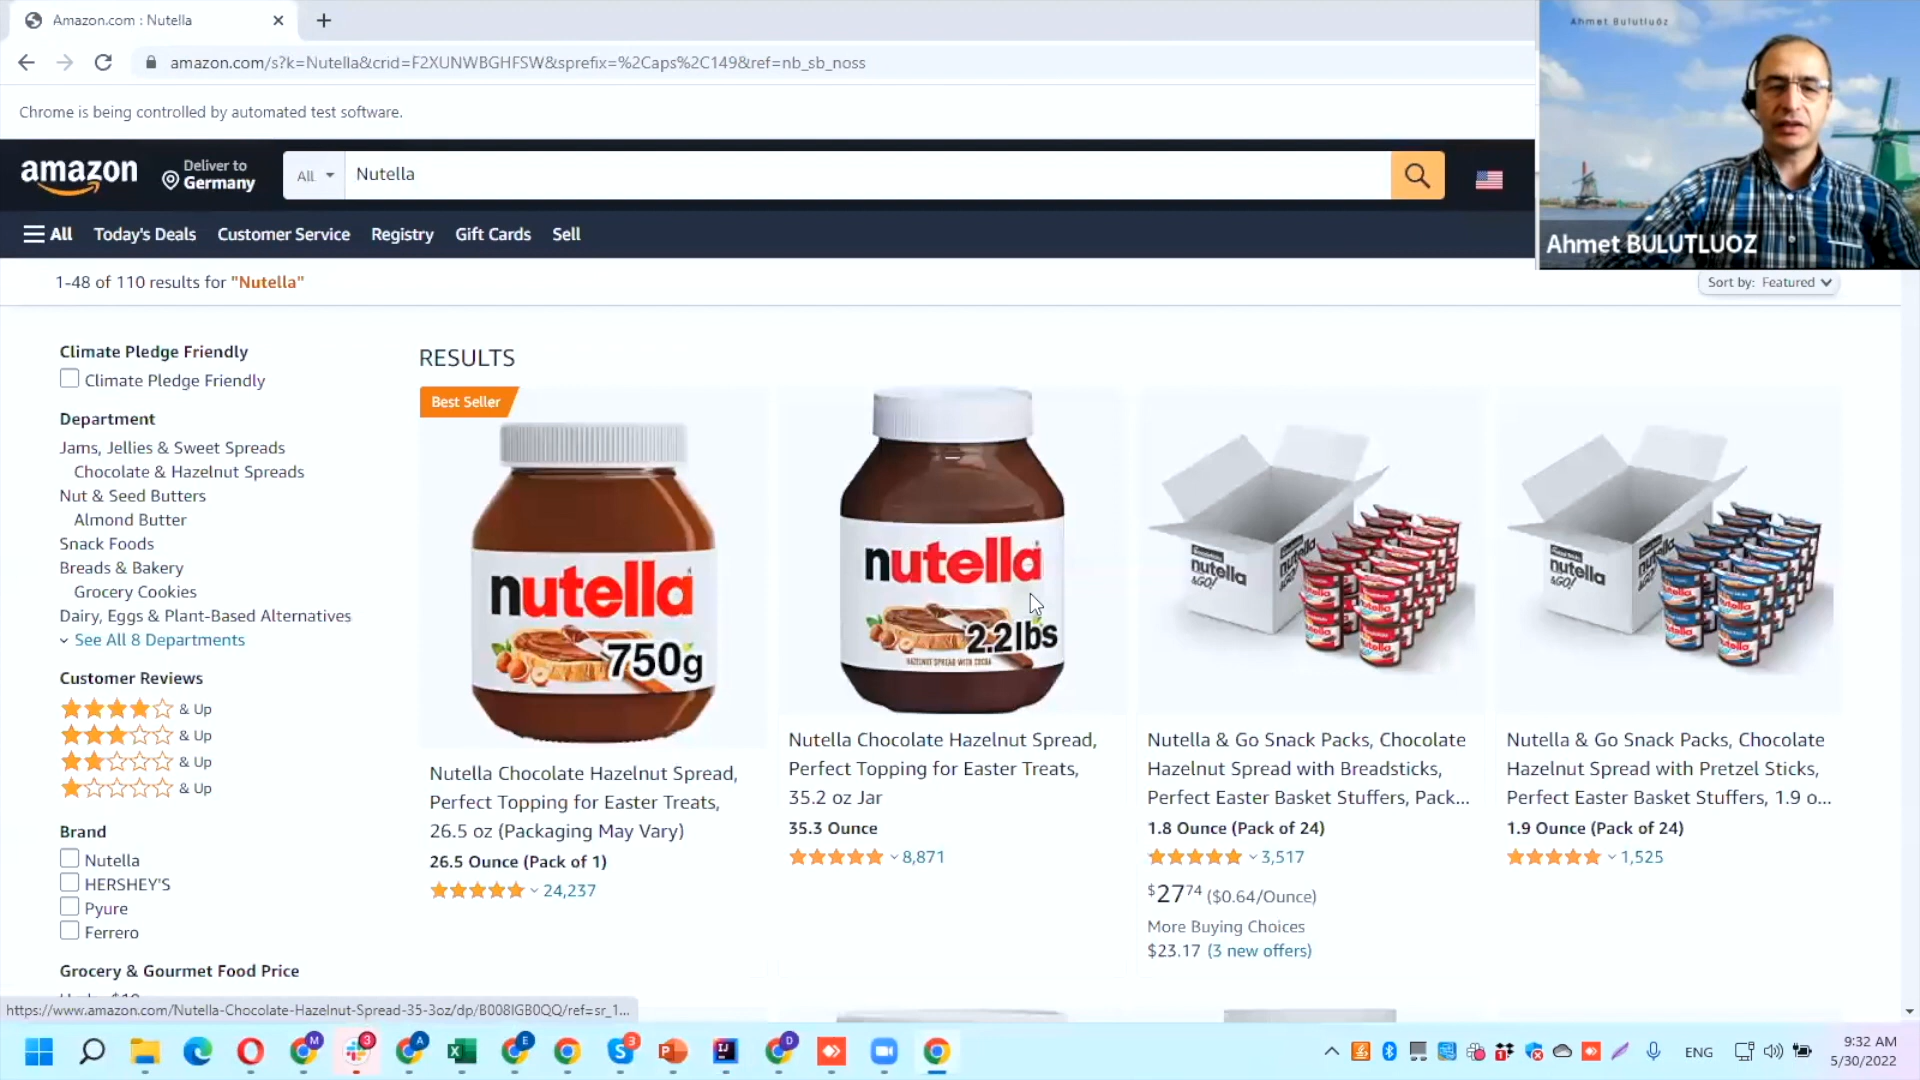 Amazon.com : Nutella
amazon.com/s?k=Nutella&crid=F2XUNWBGHFSW&sprefix=%2Caps%2C149&ref=nb_sb_noss
Chrome is being controlled by automated test software.
Ahmet Bulutluöz
Ahmet BULUTLUOZ
amazon
Deliver to
Germany
All
Nutella
All Today's Deals Customer Service Registry Gift Cards Sell
1-48 of 110 results for "Nutella"
Sort by: Featured
Climate Pledge Friendly
Climate Pledge Friendly
Department
Jams, Jellies & Sweet Spreads
Chocolate & Hazelnut Spreads
Nut & Seed Butters
Almond Butter
Snack Foods
Breads & Bakery
Grocery Cookies
Dairy, Eggs & Plant-Based Alternatives
See All 8 Departments
Customer Reviews
& Up
& Up
& Up
& Up
Brand
Nutella
HERSHEY'S
Pyure
Ferrero
Grocery & Gourmet Food Price
RESULTS
Best Seller
nutella
750g
Nutella Chocolate Hazelnut Spread,
Perfect Topping for Easter Treats,
26.5 oz (Packaging May Vary)
26.5 Ounce (Pack of 1)
24,237
nutella
2.2lbs
HAZELNUT SPREAD WITH COCOA
Nutella Chocolate Hazelnut Spread,
Perfect Topping for Easter Treats,
35.2 oz Jar
35.3 Ounce
8,871
nutella
&GO!
Nutella & Go Snack Packs, Chocolate
Hazelnut Spread with Breadsticks,
Perfect Easter Basket Stuffers, Pack...
1.8 Ounce (Pack of 24)
3,517
$27 74 ($0.64/Ounce)
More Buying Choices
$23.17 (3 new offers)
nutella
&GO!
Nutella & Go Snack Packs, Chocolate
Hazelnut Spread with Pretzel Sticks,
Perfect Easter Basket Stuffers, 1.9 o...
1.9 Ounce (Pack of 24)
1,525
https://www.amazon.com/Nutella-Chocolate-Hazelnut-Spread-35-3oz/dp/B008IGB0QQ/ref=sr_1...
ENG
9:32 AM
5/30/2022